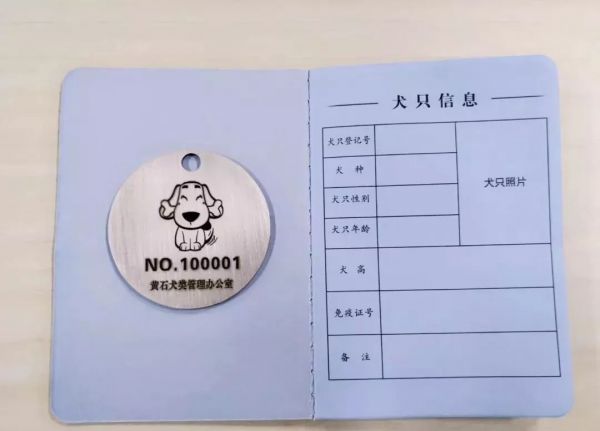 NO.100001
黄石犬类管理办公室
犬只信息
犬只登记号
犬只照片
犬 种
犬只性别
犬只年龄
犬 高
免疫证号
备 注